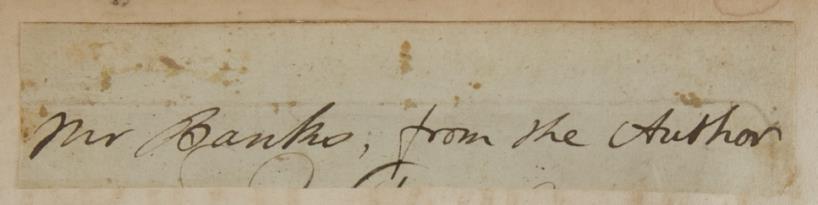 Mr Banks, from the Author